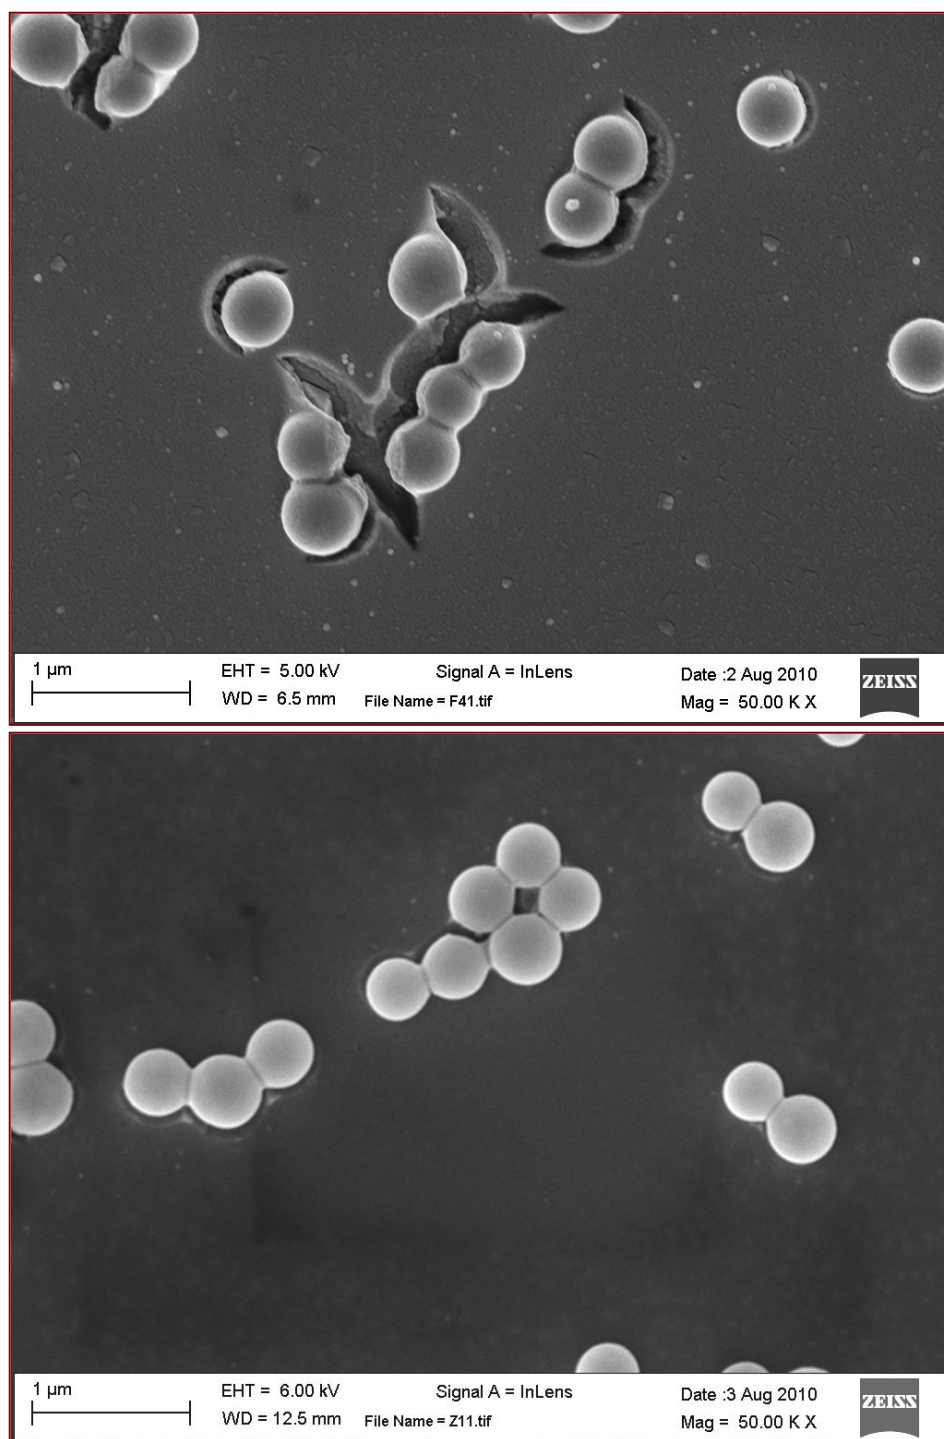 1 µm EHT = 5.00 kV Signal A = InLens Date :2 Aug 2010 ZEISS
WD = 6.5 mm File Name = F41.tif Mag = 50.00 K X
1 µm EHT = 6.00 kV Signal A = InLens Date :3 Aug 2010 ZEISS
WD = 12.5 mm File Name = Z11.tif Mag = 50.00 K X